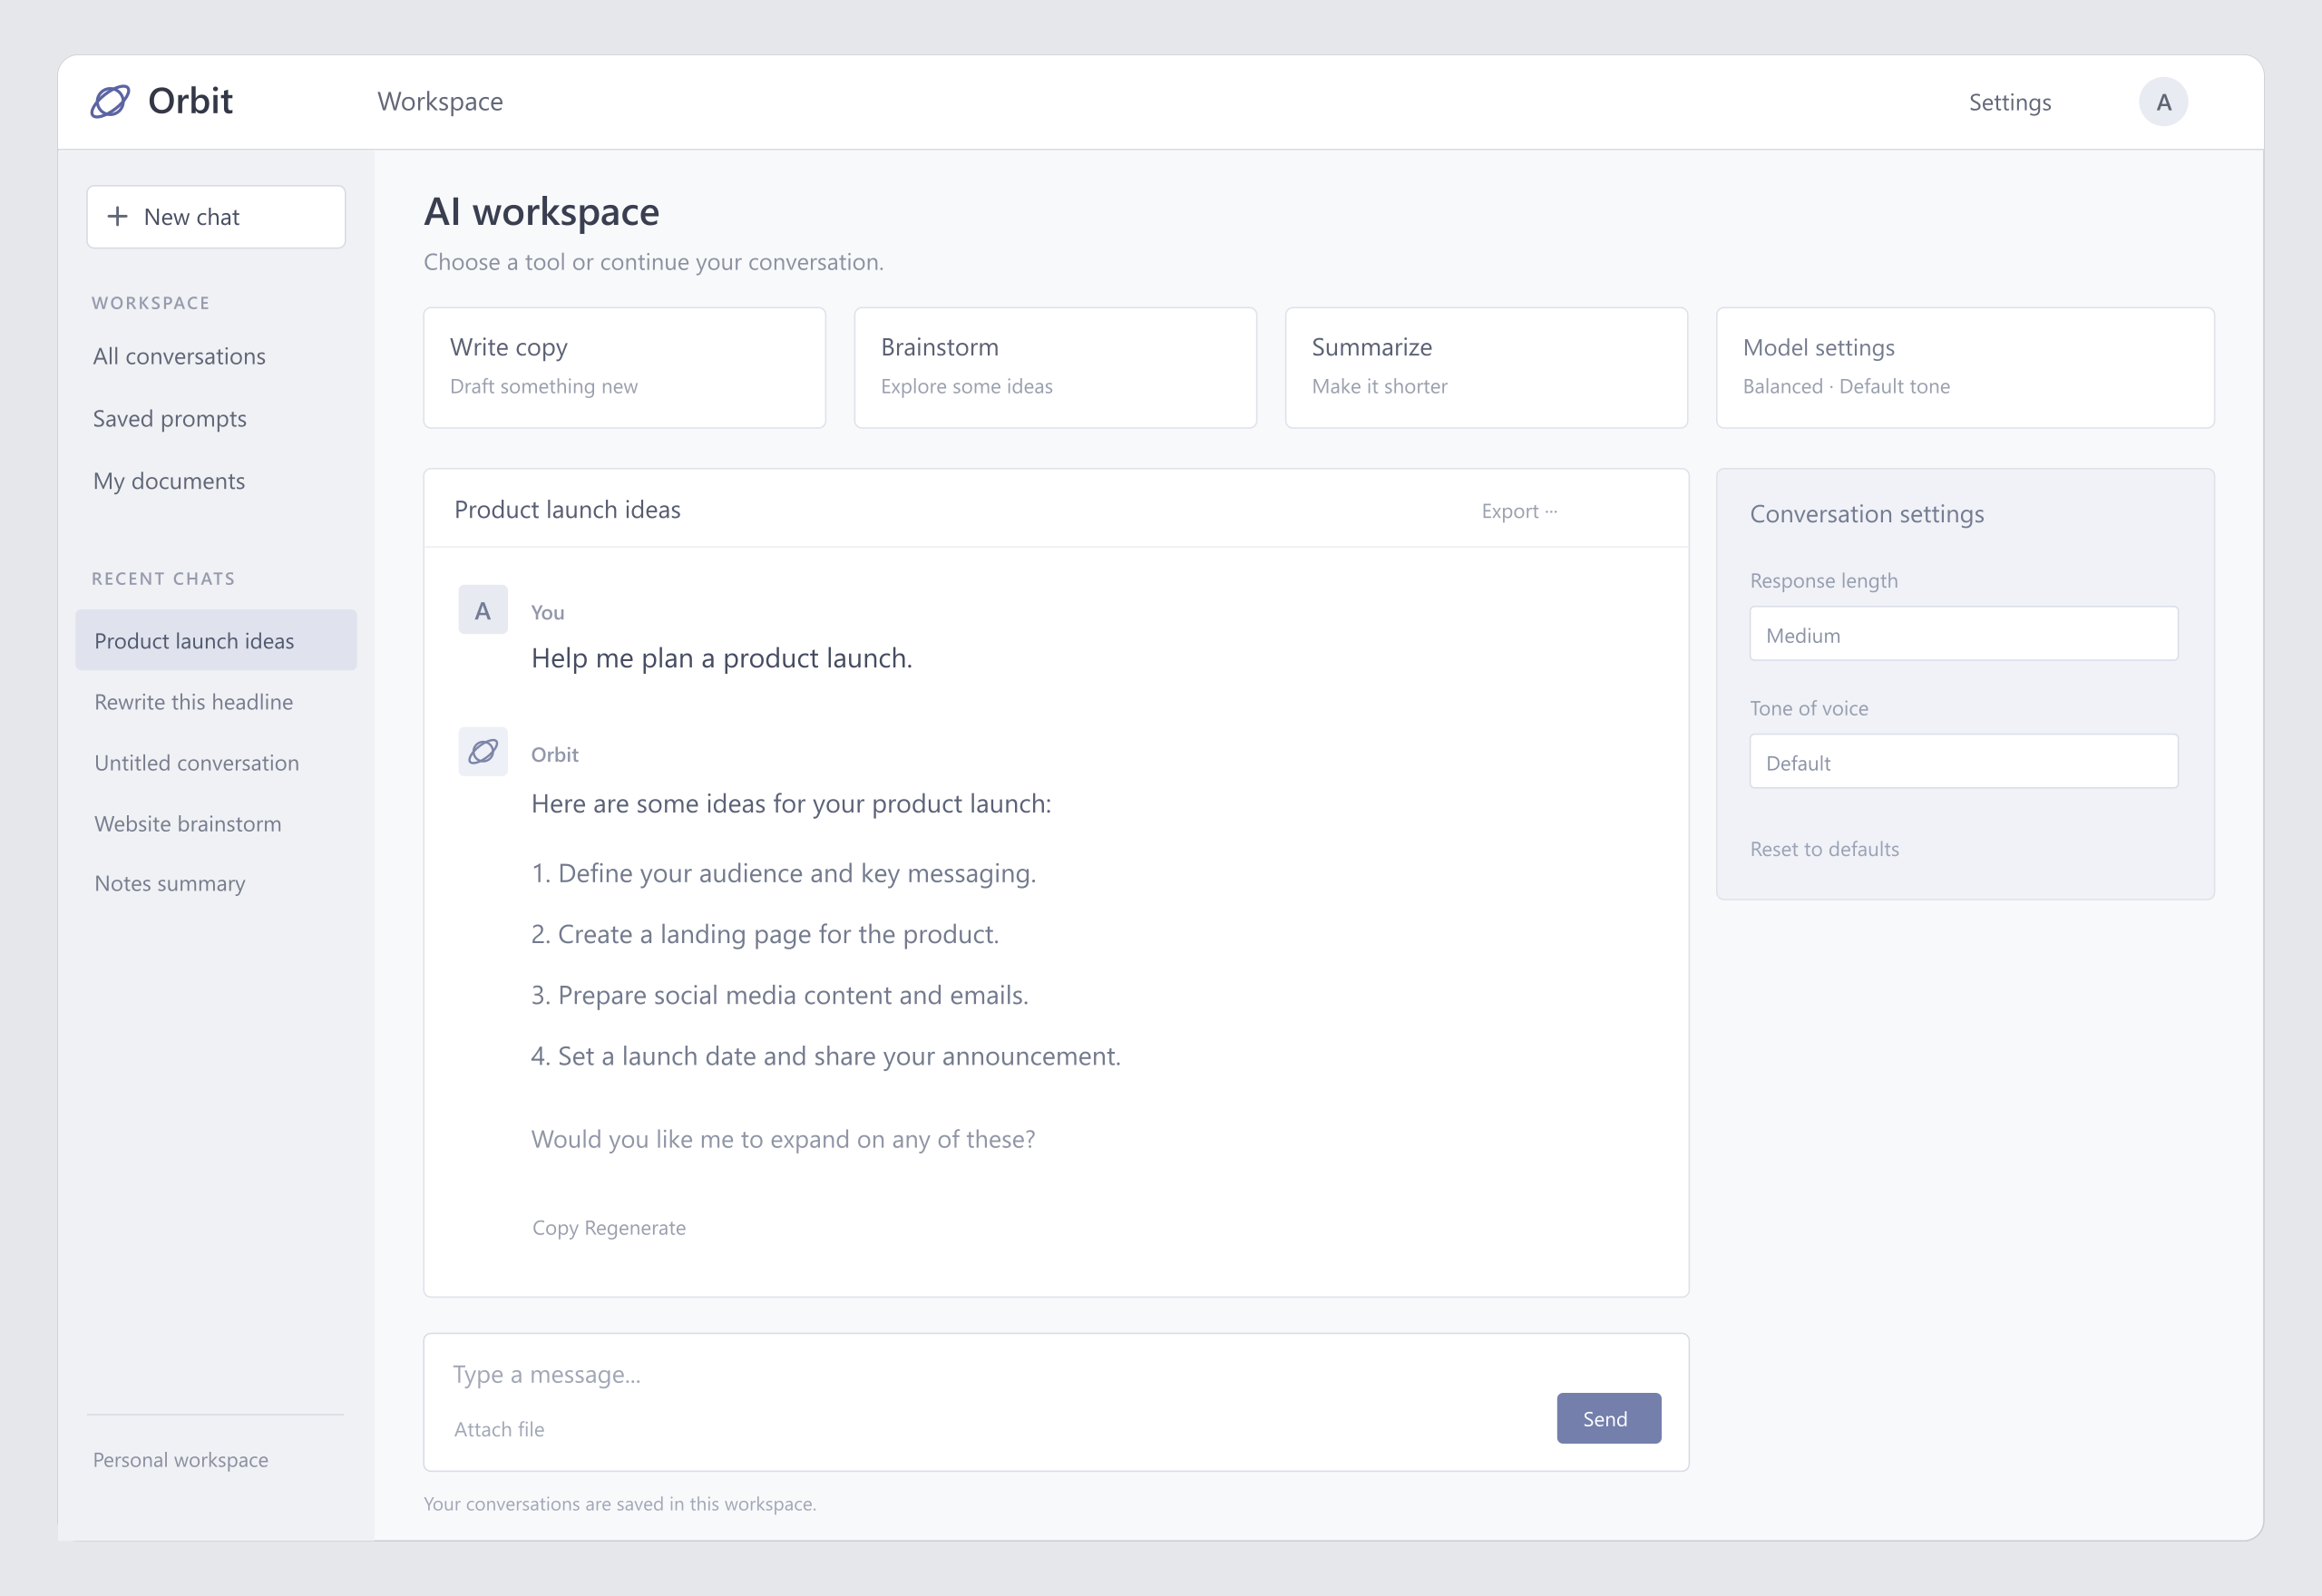 Orbit
Workspace
Settings
A
New chat
WORKSPACE
All conversations
Saved prompts
My documents
RECENT CHATS
Product launch ideas
Rewrite this headline
Untitled conversation
Website brainstorm
Notes summary
Personal workspace
AI workspace
Choose a tool or continue your conversation.
Write copy
Draft something new
Brainstorm
Explore some ideas
Summarize
Make it shorter
Model settings
Balanced · Default tone
Product launch ideas
Export ···
A
You
Help me plan a product launch.
Orbit
Here are some ideas for your product launch:
1. Define your audience and key messaging.
2. Create a landing page for the product.
3. Prepare social media content and emails.
4. Set a launch date and share your announcement.
Would you like me to expand on any of these?
Copy Regenerate
Type a message...
Attach file
Send
Your conversations are saved in this workspace.
Conversation settings
Response length
Medium
Tone of voice
Default
Reset to defaults